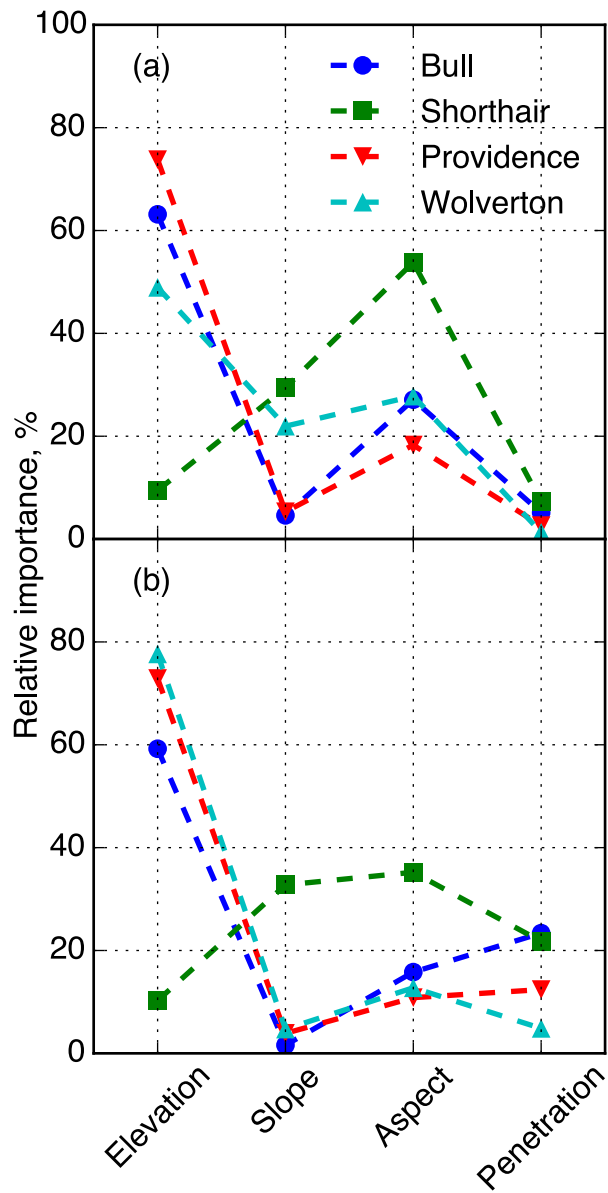 100
(a)
Bull
Shorthair
Providence
Wolverton
80
60
40
20
0
Relative importance, %
(b)
80
60
40
20
0
Elevation
Slope
Aspect
Penetration